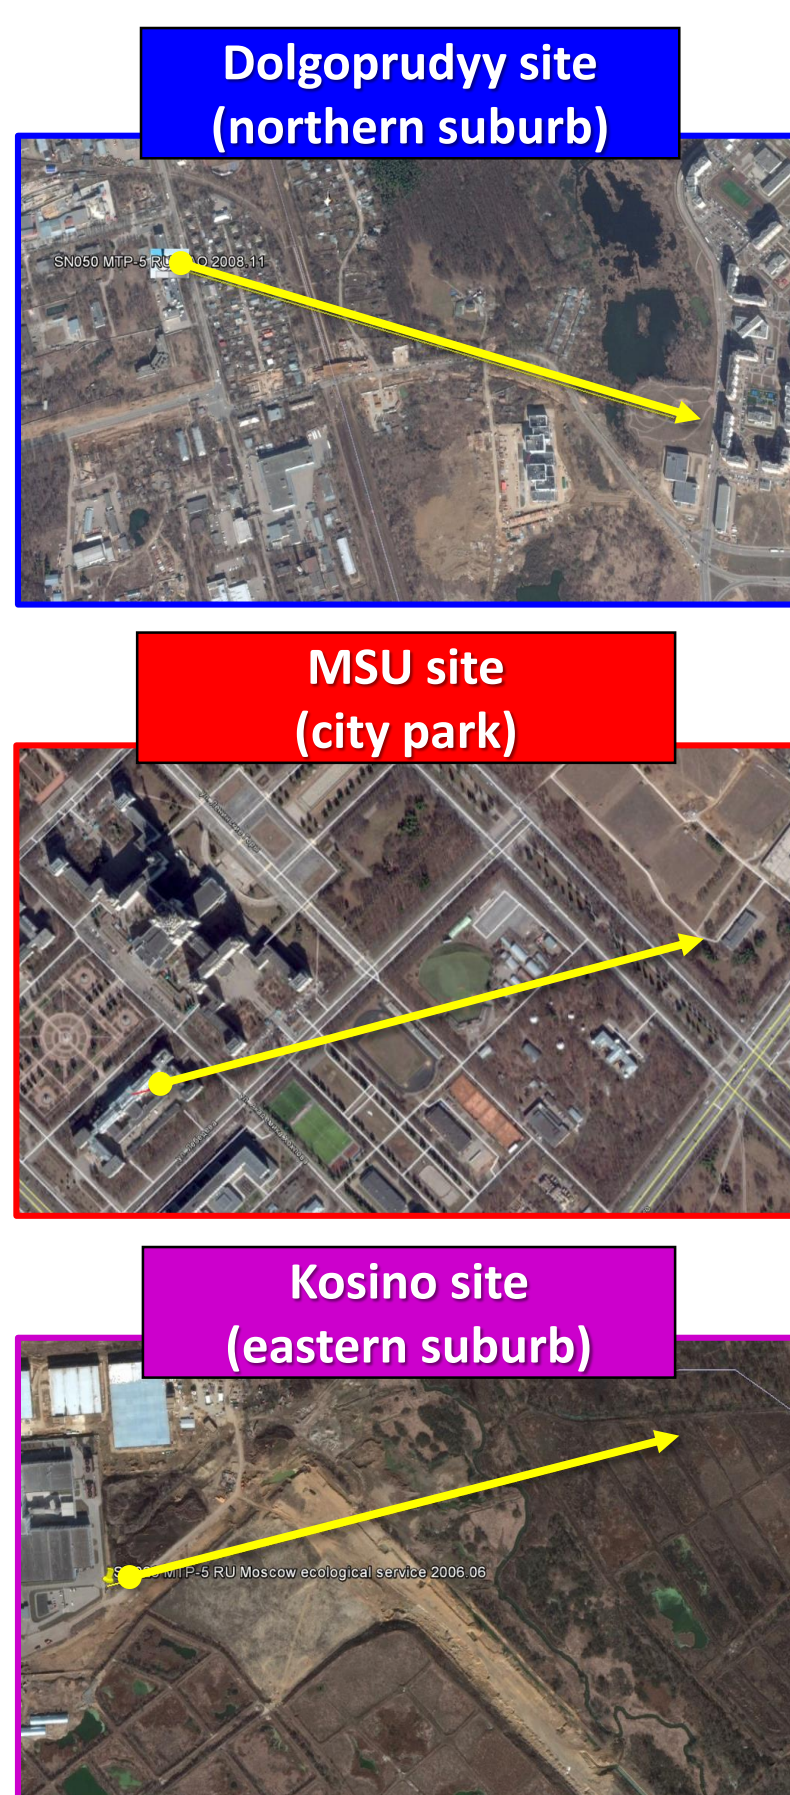 Dolgoprudyy site
(northern suburb)
SN050 MTP-5 RU 2008.11
MSU site
(city park)
Kosino site
(eastern suburb)
MTP-5 RU Moscow ecological service 2006.06